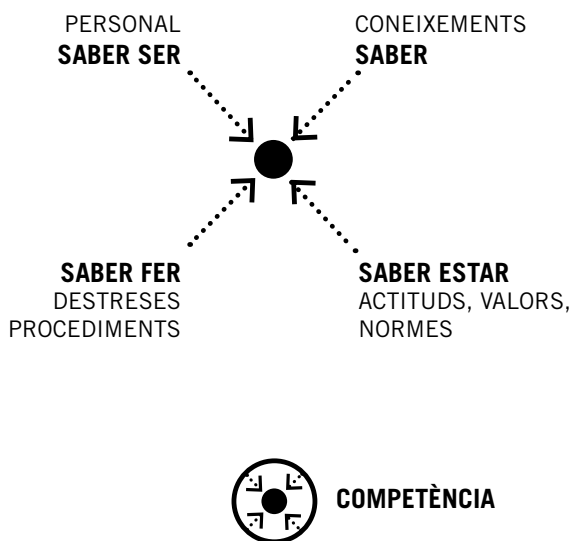 PERSONAL
SABER SER
CONEIXEMENTS
SABER
SABER FER
DESTRESES
PROCEDIMENTS
SABER ESTAR
ACTITUDS, VALORS,
NORMES
COMPETÈNCIA